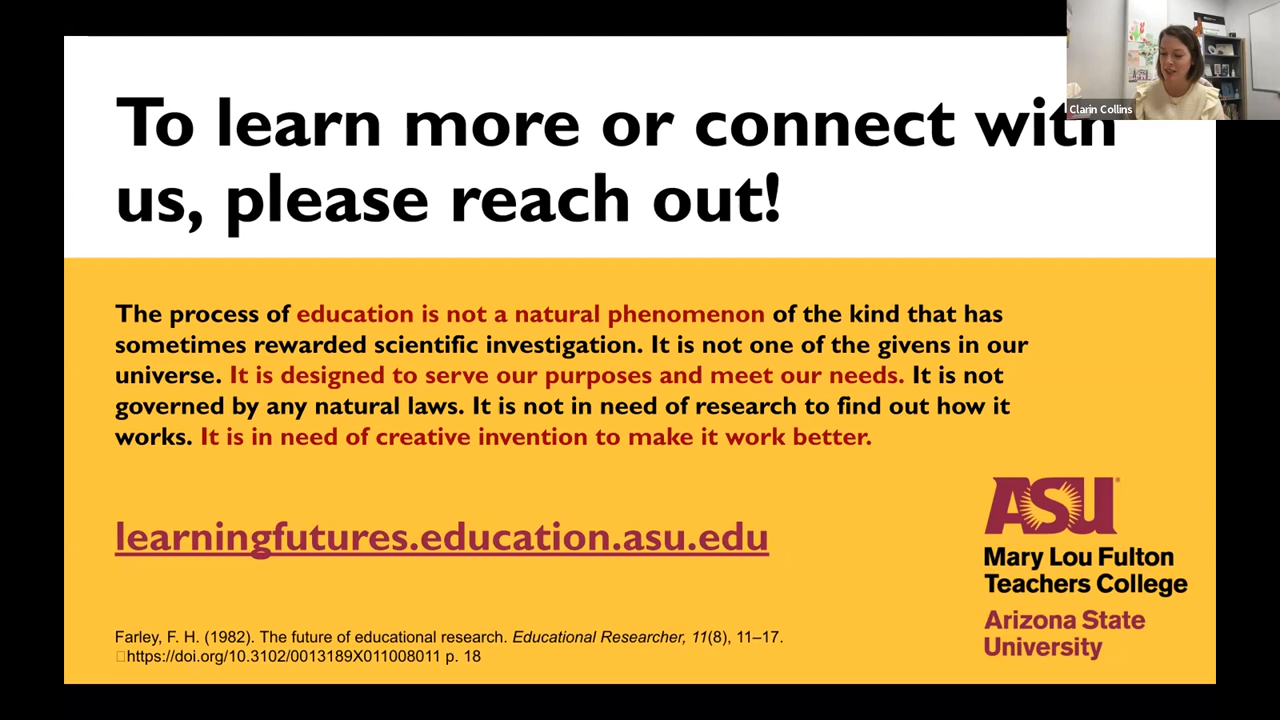 To learn more or connect with
us, please reach out!
Clarin Collins
The process of education is not a natural phenomenon of the kind that has
sometimes rewarded scientific investigation. It is not one of the givens in our
universe. It is designed to serve our purposes and meet our needs. It is not
governed by any natural laws. It is not in need of research to find out how it
works. It is in need of creative invention to make it work better.
learningfutures.education.asu.edu
ASU
Mary Lou Fulton
Teachers College
Arizona State
University
Farley, F. H. (1982). The future of educational research. Educational Researcher, 11(8), 11–17.
https://doi.org/10.3102/0013189X011008011 p. 18